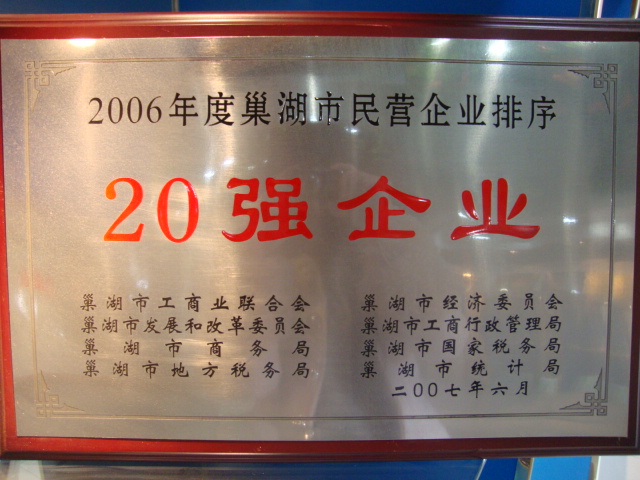 2006年度巢湖市民营企业排序
20强企业
巢湖市工商业联合会
巢湖市发展和改革委员会
巢湖市商务局
巢湖市地方税务局
巢湖市经济委员会
巢湖市工商行政管理局
巢湖市国家税务局
巢湖市统计局
二00七年六月